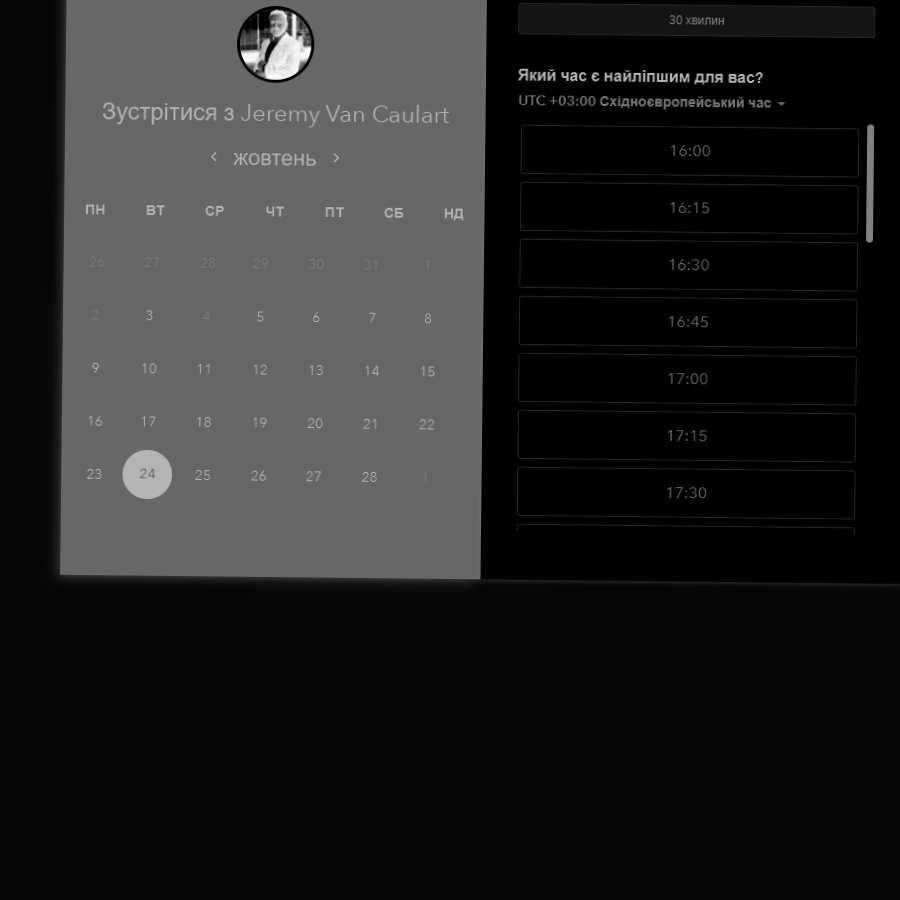 Зустрітися з Jeremy Van Caulart
жовтень
ПН ВТ СР ЧТ ПТ СБ НД
26 27 28 29 30 31 1
2 3 4 5 6 7 8
9 10 11 12 13 14 15
16 17 18 19 20 21 22
23 24 25 26 27 28 1
30 хвилин
Який час є найліпшим для вас?
UTC +03:00 Східноєвропейський час
16:00
16:15
16:30
16:45
17:00
17:15
17:30